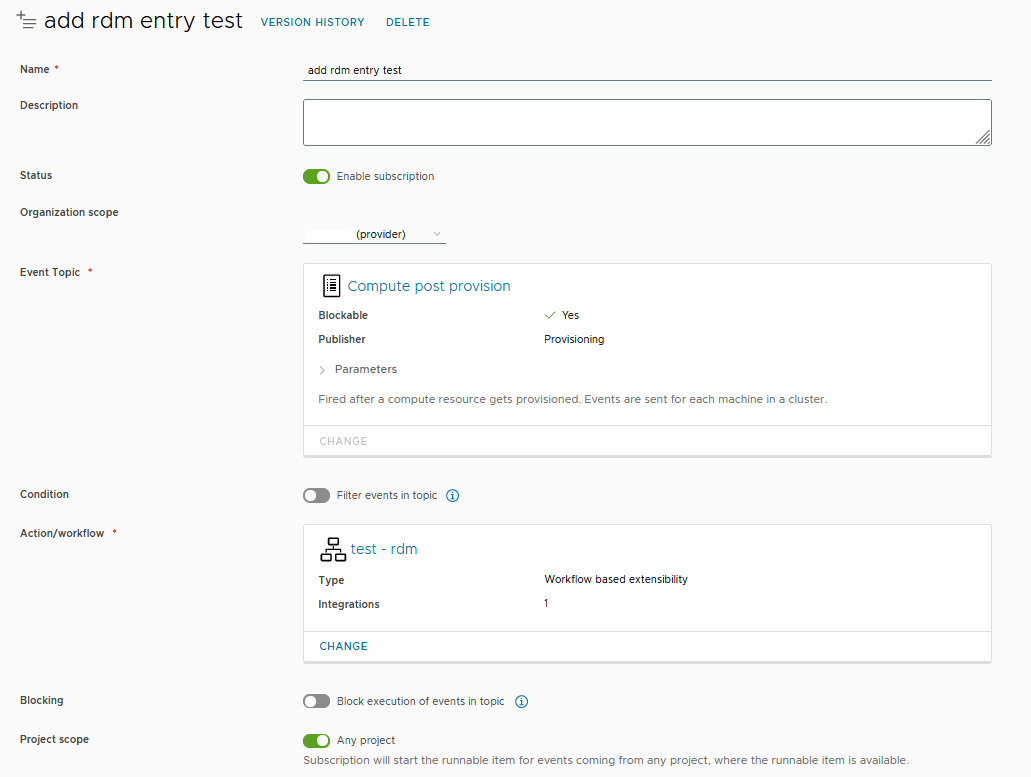 add rdm entry test VERSION HISTORY DELETE
Name * add rdm entry test
Description
Status Enable subscription
Organization scope
(provider)
Event Topic * Compute post provision
Blockable Yes
Publisher Provisioning
Parameters
Fired after a compute resource gets provisioned. Events are sent for each machine in a cluster.
CHANGE
Condition Filter events in topic
Action/workflow * test - rdm
Type Workflow based extensibility
Integrations 1
CHANGE
Blocking Block execution of events in topic
Project scope Any project
Subscription will start the runnable item for events coming from any project, where the runnable item is available.